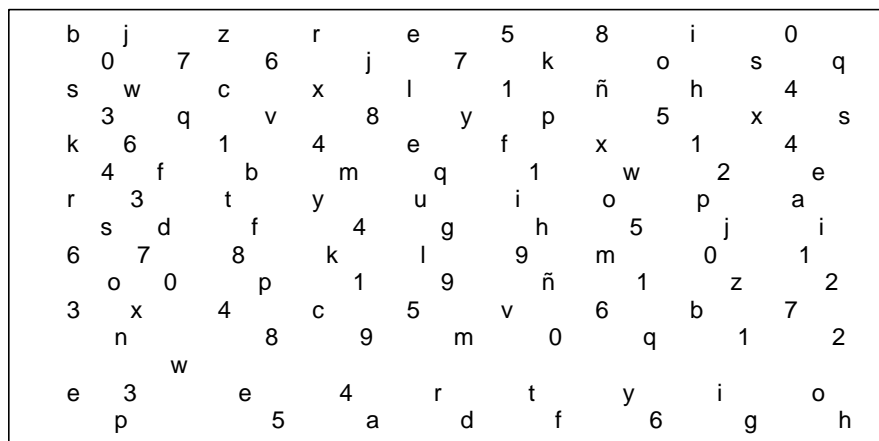 b j z r e 5 8 i 0
0 7 6 j 7 k o s q
s w c x l 1 ñ h 4
3 q v 8 y p 5 x s
k 6 1 4 e f x 1 4
4 f b m q 1 w 2 e
r 3 t y u i o p a
s d f 4 g h 5 j i
6 7 8 k l 9 m 0 1
o 0 p 1 9 ñ 1 z 2
3 x 4 c 5 v 6 b 7
n 8 9 m 0 q 1 2
w
e 3 e 4 r t y i o
p 5 a d f 6 g h